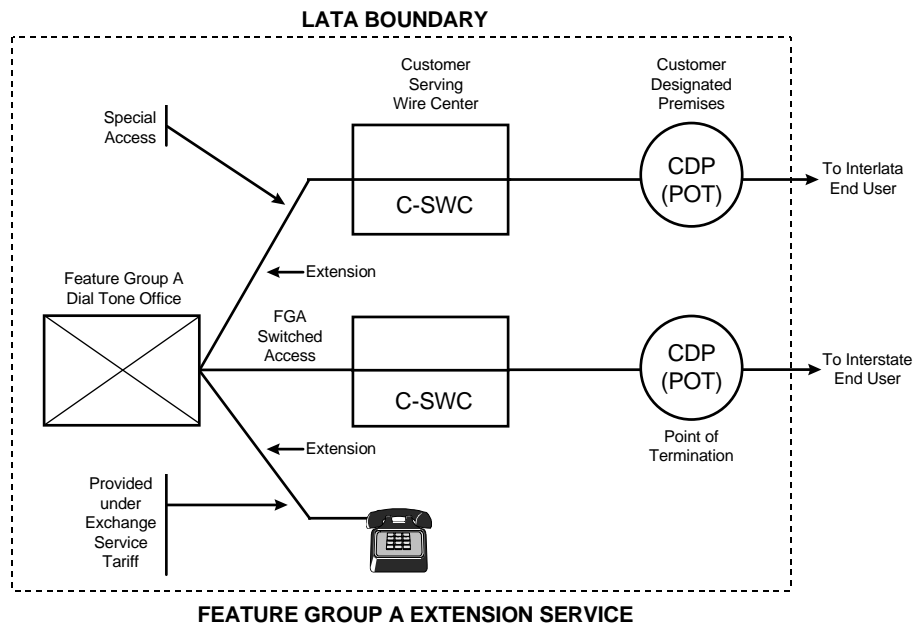 LATA BOUNDARY
Customer
Serving
Wire Center
Customer
Designated
Premises
Special
Access
C-SWC
CDP
(POT)
To Interlata
End User
Extension
Feature Group A
Dial Tone Office
FGA
Switched
Access
C-SWC
CDP
(POT)
To Interstate
End User
Point of
Termination
Extension
Provided
under
Exchange
Service
Tariff
FEATURE GROUP A EXTENSION SERVICE